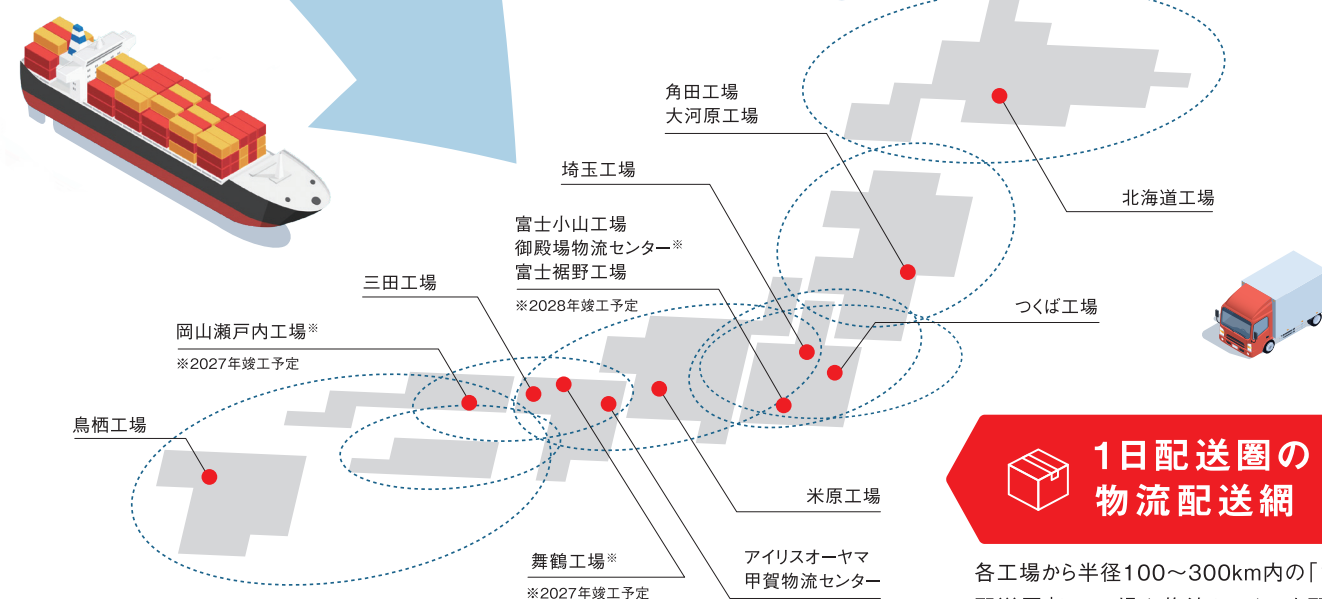 角田工場
大河原工場
埼玉工場
北海道工場
富士小山工場
御殿場物流センター※
富士裾野工場
※2028年竣工予定
三田工場
つくば工場
岡山瀬戸内工場※
※2027年竣工予定
鳥栖工場
1日配送圏の
物流配送網
米原工場
舞鶴工場※
※2027年竣工予定
アイリスオーヤマ
甲賀物流センター
各工場から半径100〜300km内の「